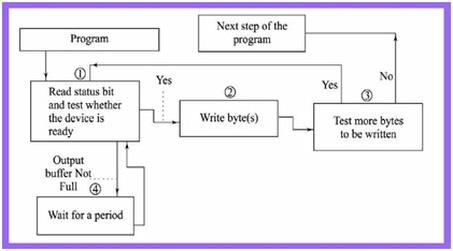 Program
Next step of the
program
①
Read status bit
and test whether
the device is
ready
Yes
②
Write byte(s)
Yes
No
③
Test more bytes
to be written
Output
buffer Not
Full
④
Wait for a period